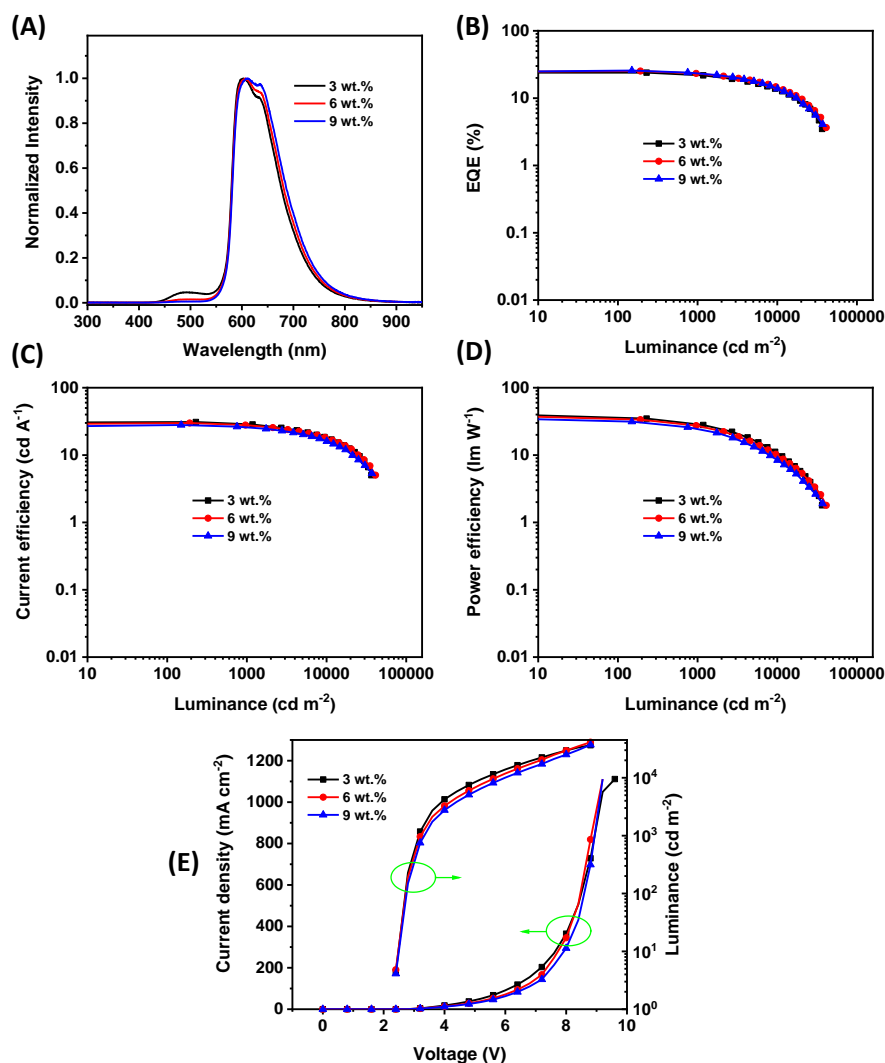 (A)
Normalized Intensity
1.0
0.8
0.6
0.4
0.2
0.0
3 wt.%
6 wt.%
9 wt.%
300 400 500 600 700 800 900
Wavelength (nm)
(B)
EQE (%)
100
10
1
0.1
0.01
3 wt.%
6 wt.%
9 wt.%
10 100 1000 10000 100000
Luminance (cd m⁻²)
(C)
Current efficiency (cd A⁻¹)
100
10
1
0.1
0.01
3 wt.%
6 wt.%
9 wt.%
10 100 1000 10000 100000
Luminance (cd m⁻²)
(D)
Power efficiency (lm W⁻¹)
100
10
1
0.1
0.01
3 wt.%
6 wt.%
9 wt.%
10 100 1000 10000 100000
Luminance (cd m⁻²)
(E)
Current density (mA cm⁻²)
1200
1000
800
600
400
200
0
3 wt.%
6 wt.%
9 wt.%
10⁴
10³
10²
10¹
10⁰
Luminance (cd m⁻²)
0 2 4 6 8 10
Voltage (V)